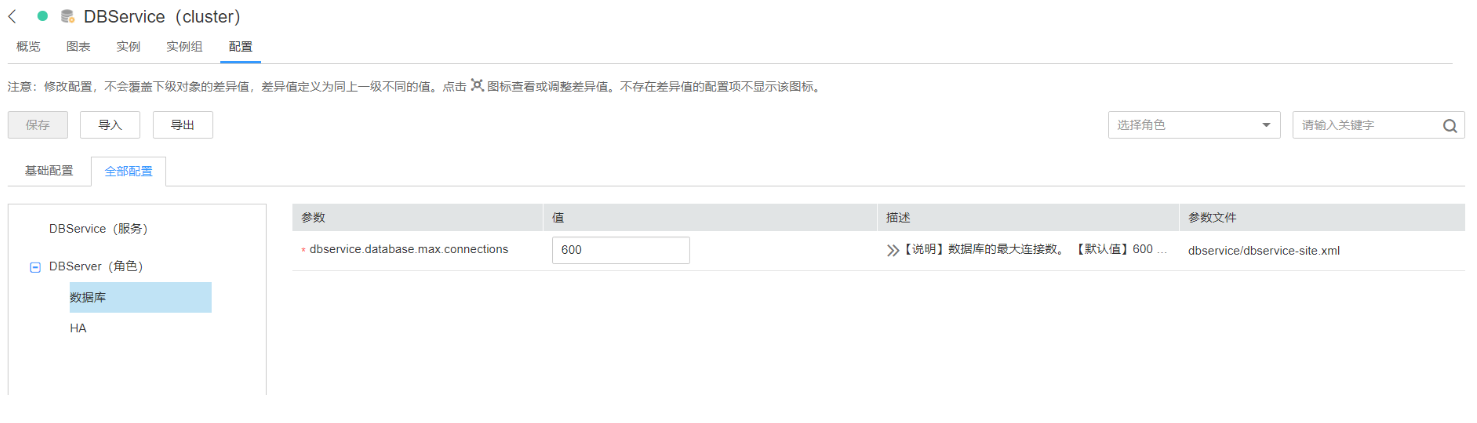 DBService（cluster）
概览 图表 实例 实例组 配置
注意：修改配置，不会覆盖下级对象的差异值，差异值定义为同上一级不同的值。点击 图标查看或调整差异值。不存在差异值的配置项不显示该图标。
保存 导入 导出 选择角色 请输入关键字
基础配置 全部配置
DBService（服务）
DBServer（角色）
数据库
HA
参数 值 描述 参数文件
* dbservice.database.max.connections 600 【说明】数据库的最大连接数。 【默认值】600 ... dbservice/dbservice-site.xml